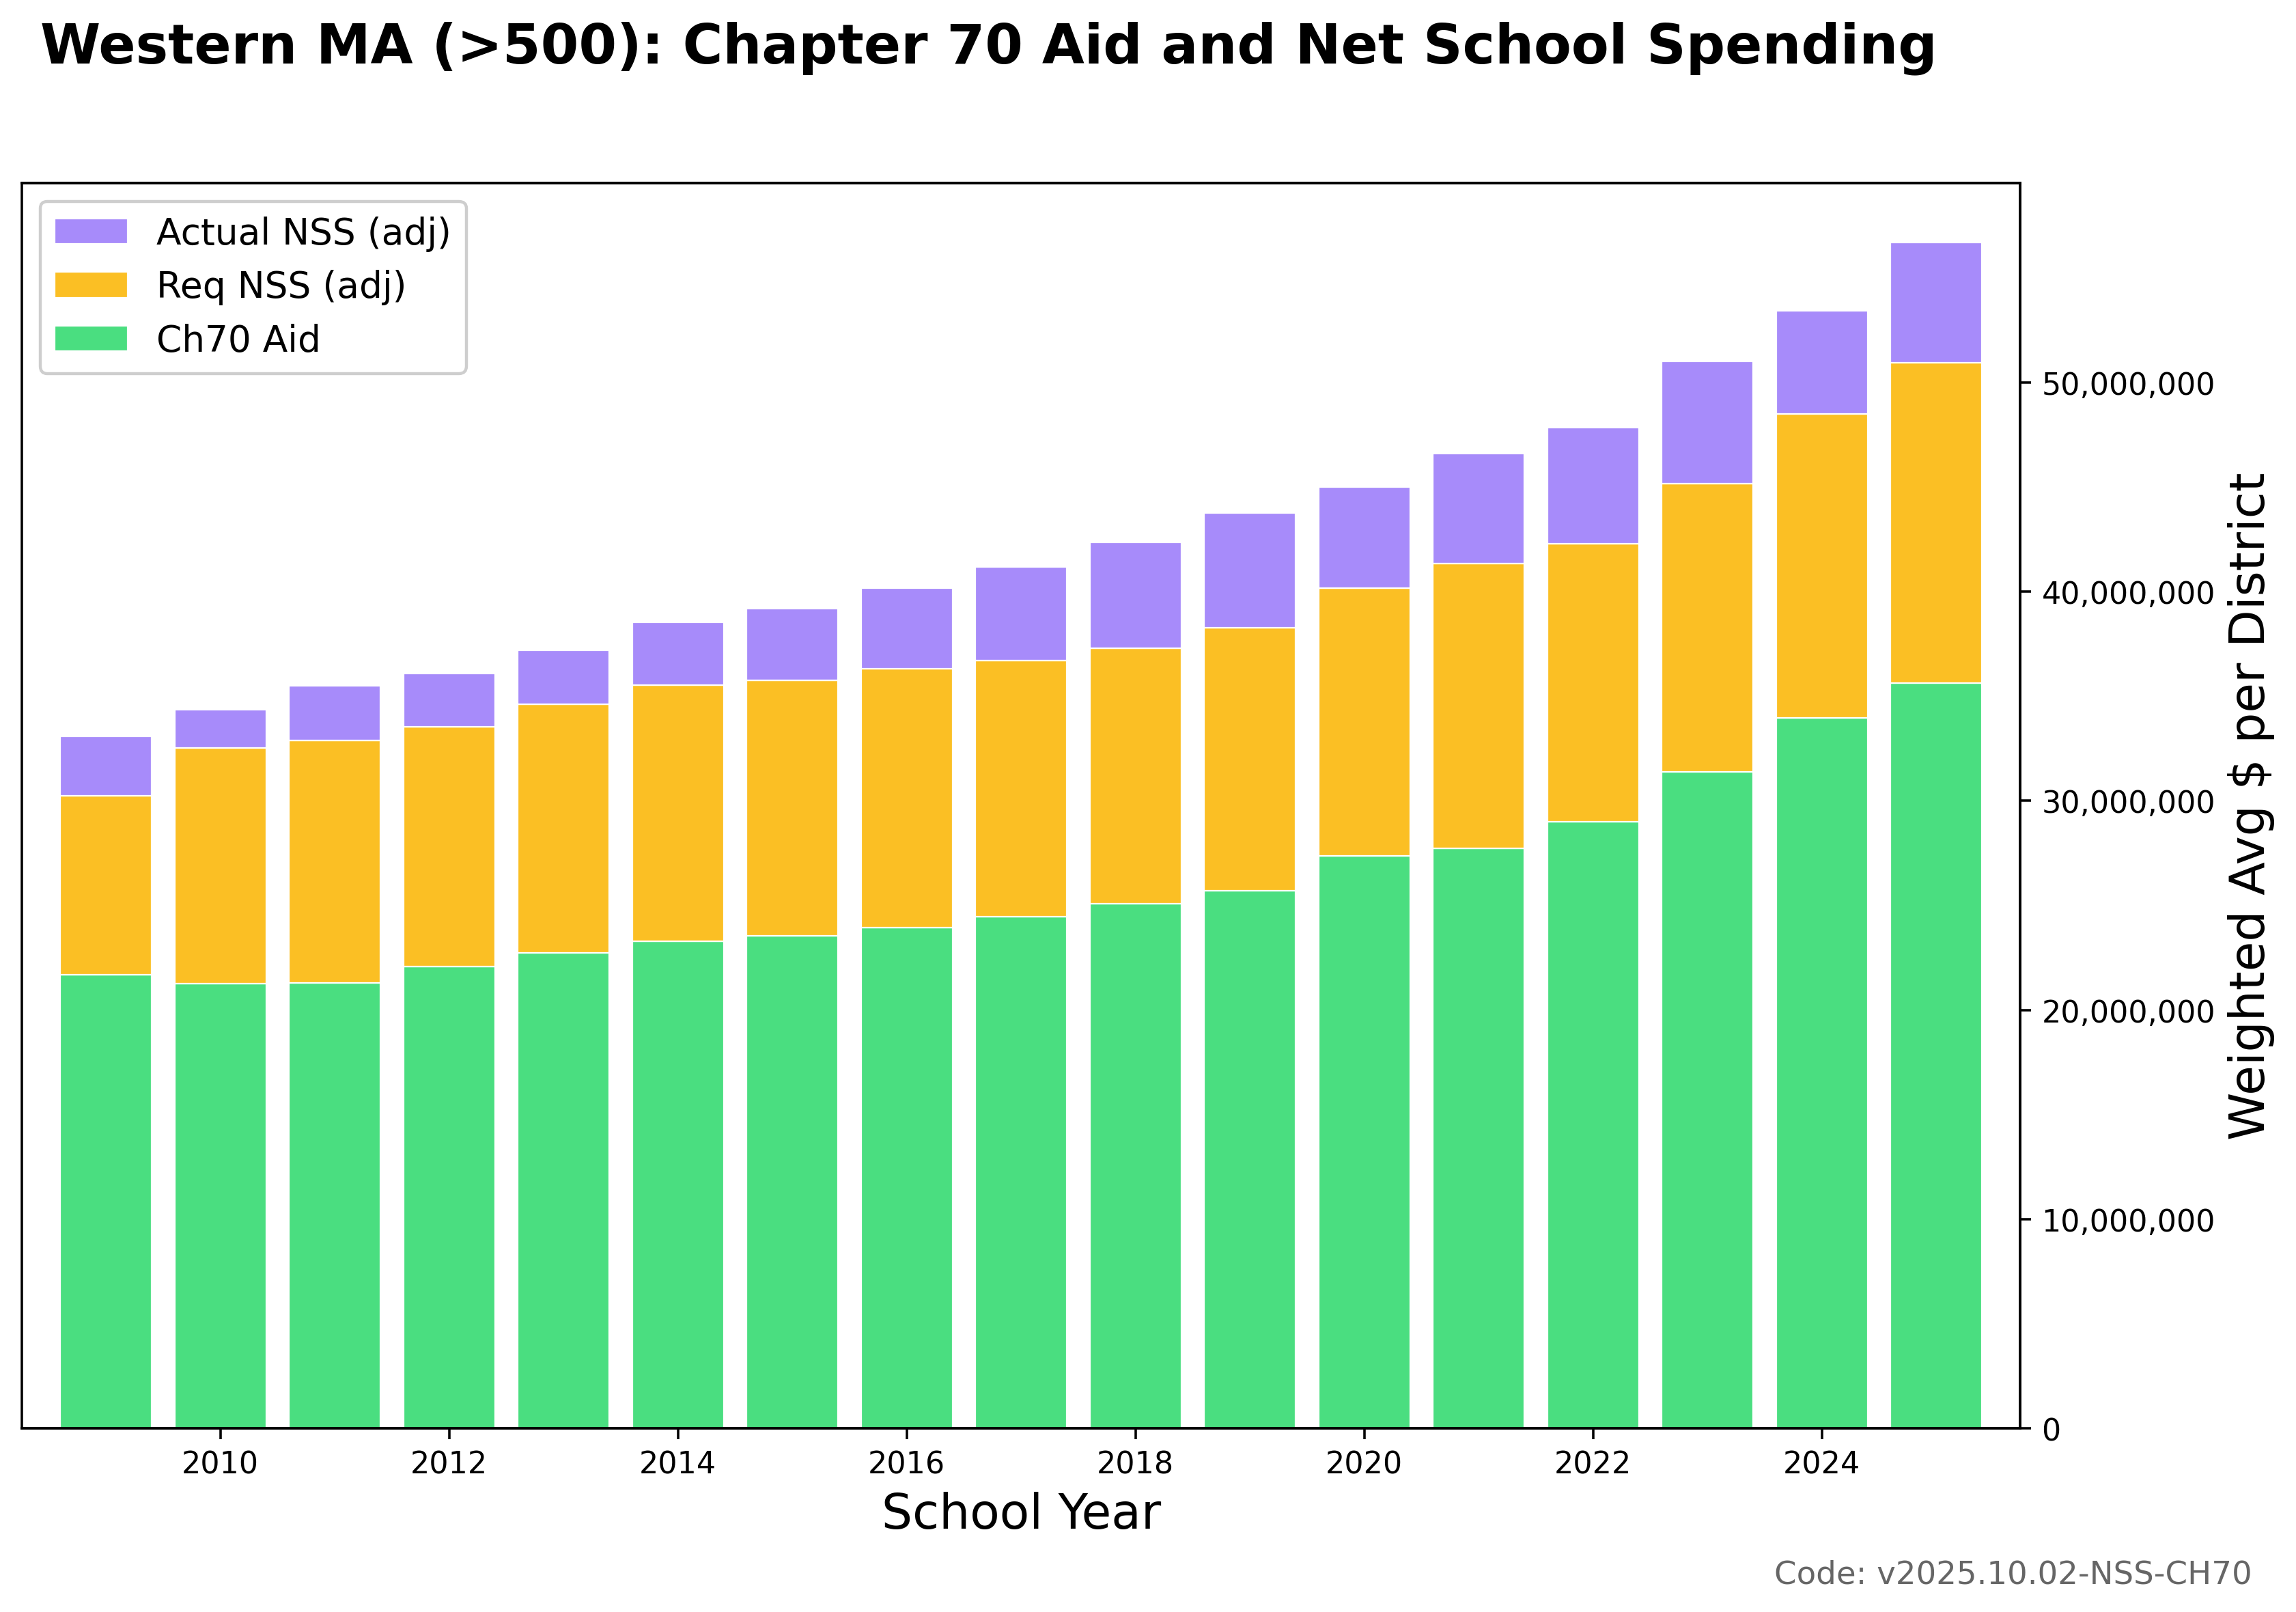 Western MA (>500): Chapter 70 Aid and Net School Spending
Actual NSS (adj)
Req NSS (adj)
Ch70 Aid
50,000,000
40,000,000
30,000,000
20,000,000
10,000,000
0
Weighted Avg $ per District
2010 2012 2014 2016 2018 2020 2022 2024
School Year
Code: v2025.10.02-NSS-CH70